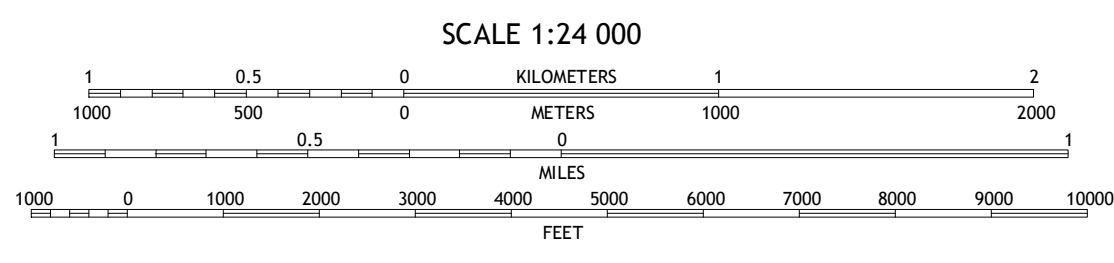 SCALE 1:24 000
1 0.5 0 KILOMETERS 1 2
1000 500 0 METERS 1000 2000
1 0.5 0 1
MILES
1000 0 1000 2000 3000 4000 5000 6000 7000 8000 9000 10000
FEET